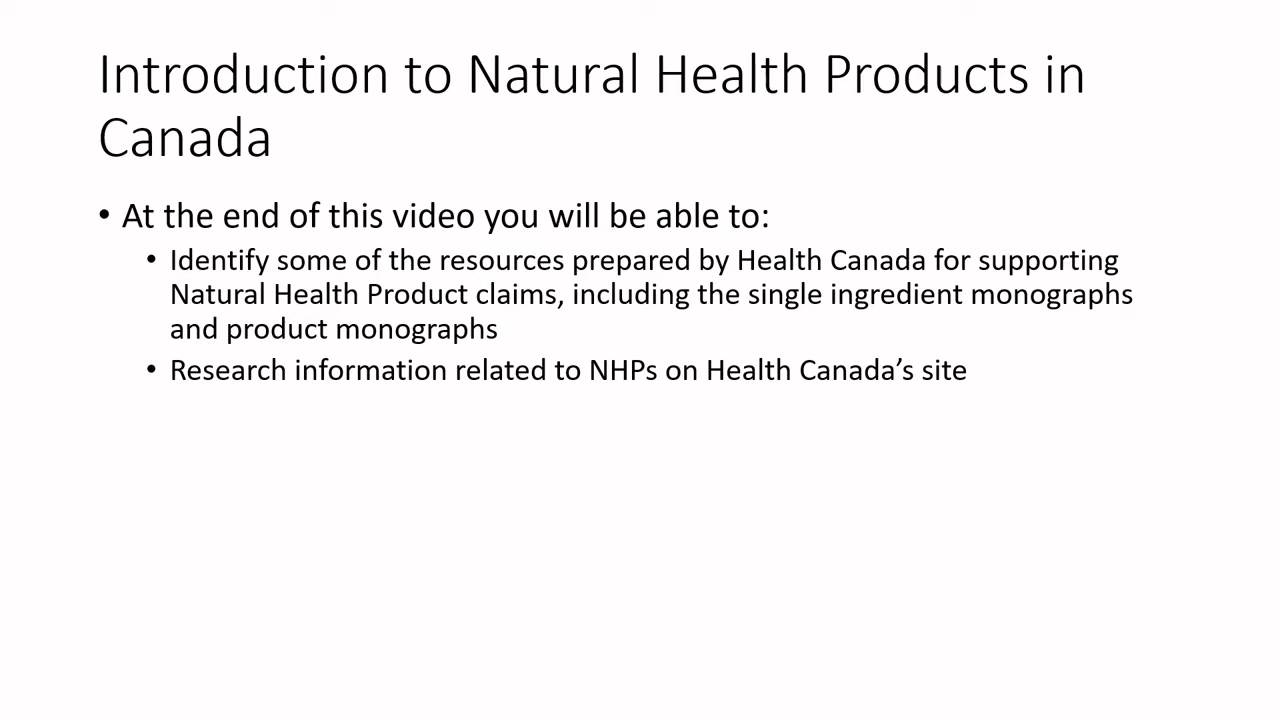 Introduction to Natural Health Products in
Canada
• At the end of this video you will be able to:
• Identify some of the resources prepared by Health Canada for supporting
Natural Health Product claims, including the single ingredient monographs
and product monographs
• Research information related to NHPs on Health Canada’s site